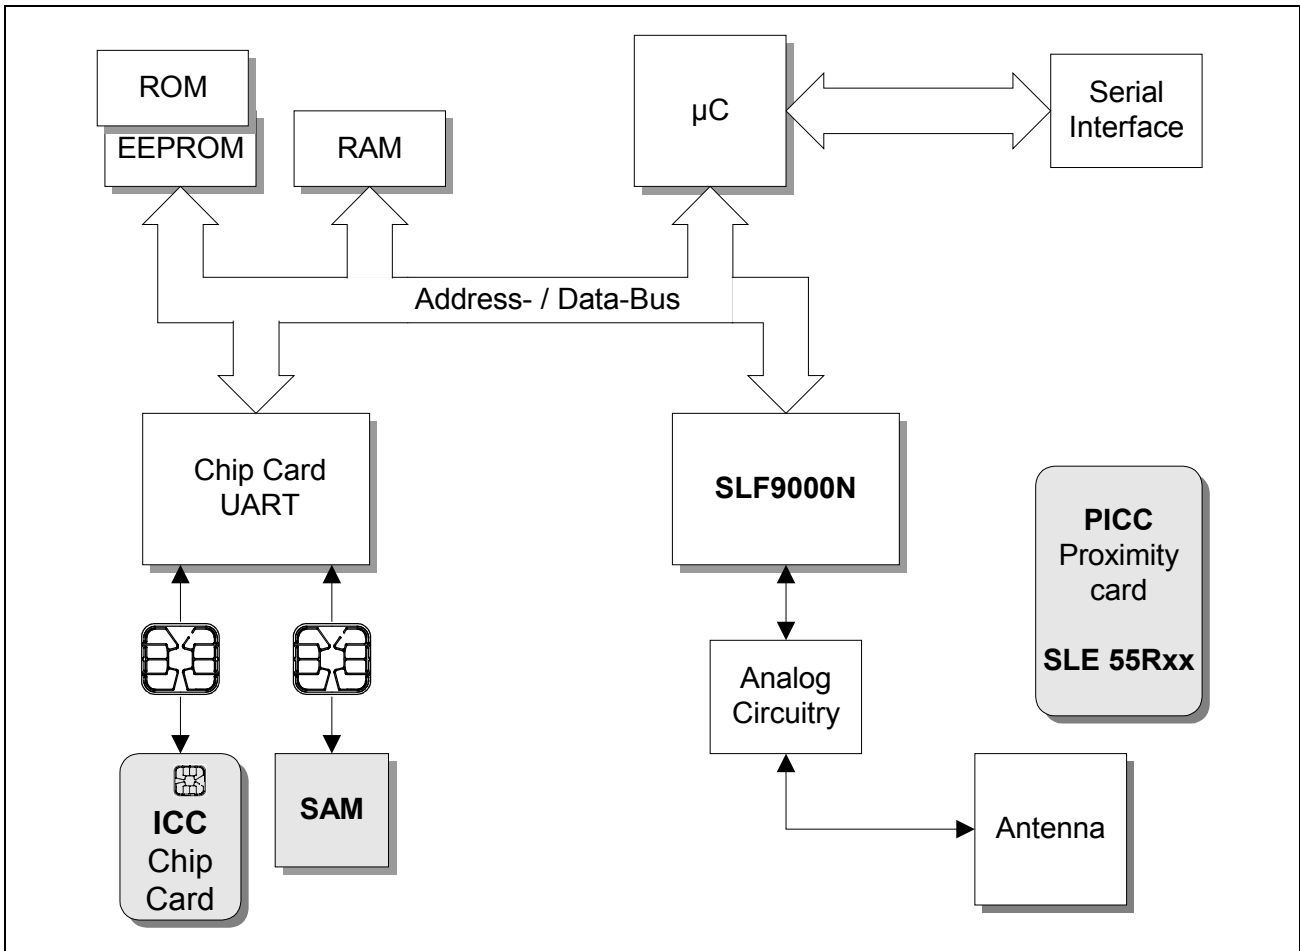 ROM
EEPROM
RAM
µC
Serial
Interface
Address- / Data-Bus
Chip Card
UART
SLF9000N
PICC
Proximity
card
SLE 55Rxx
Analog
Circuitry
ICC
Chip
Card
SAM
Antenna